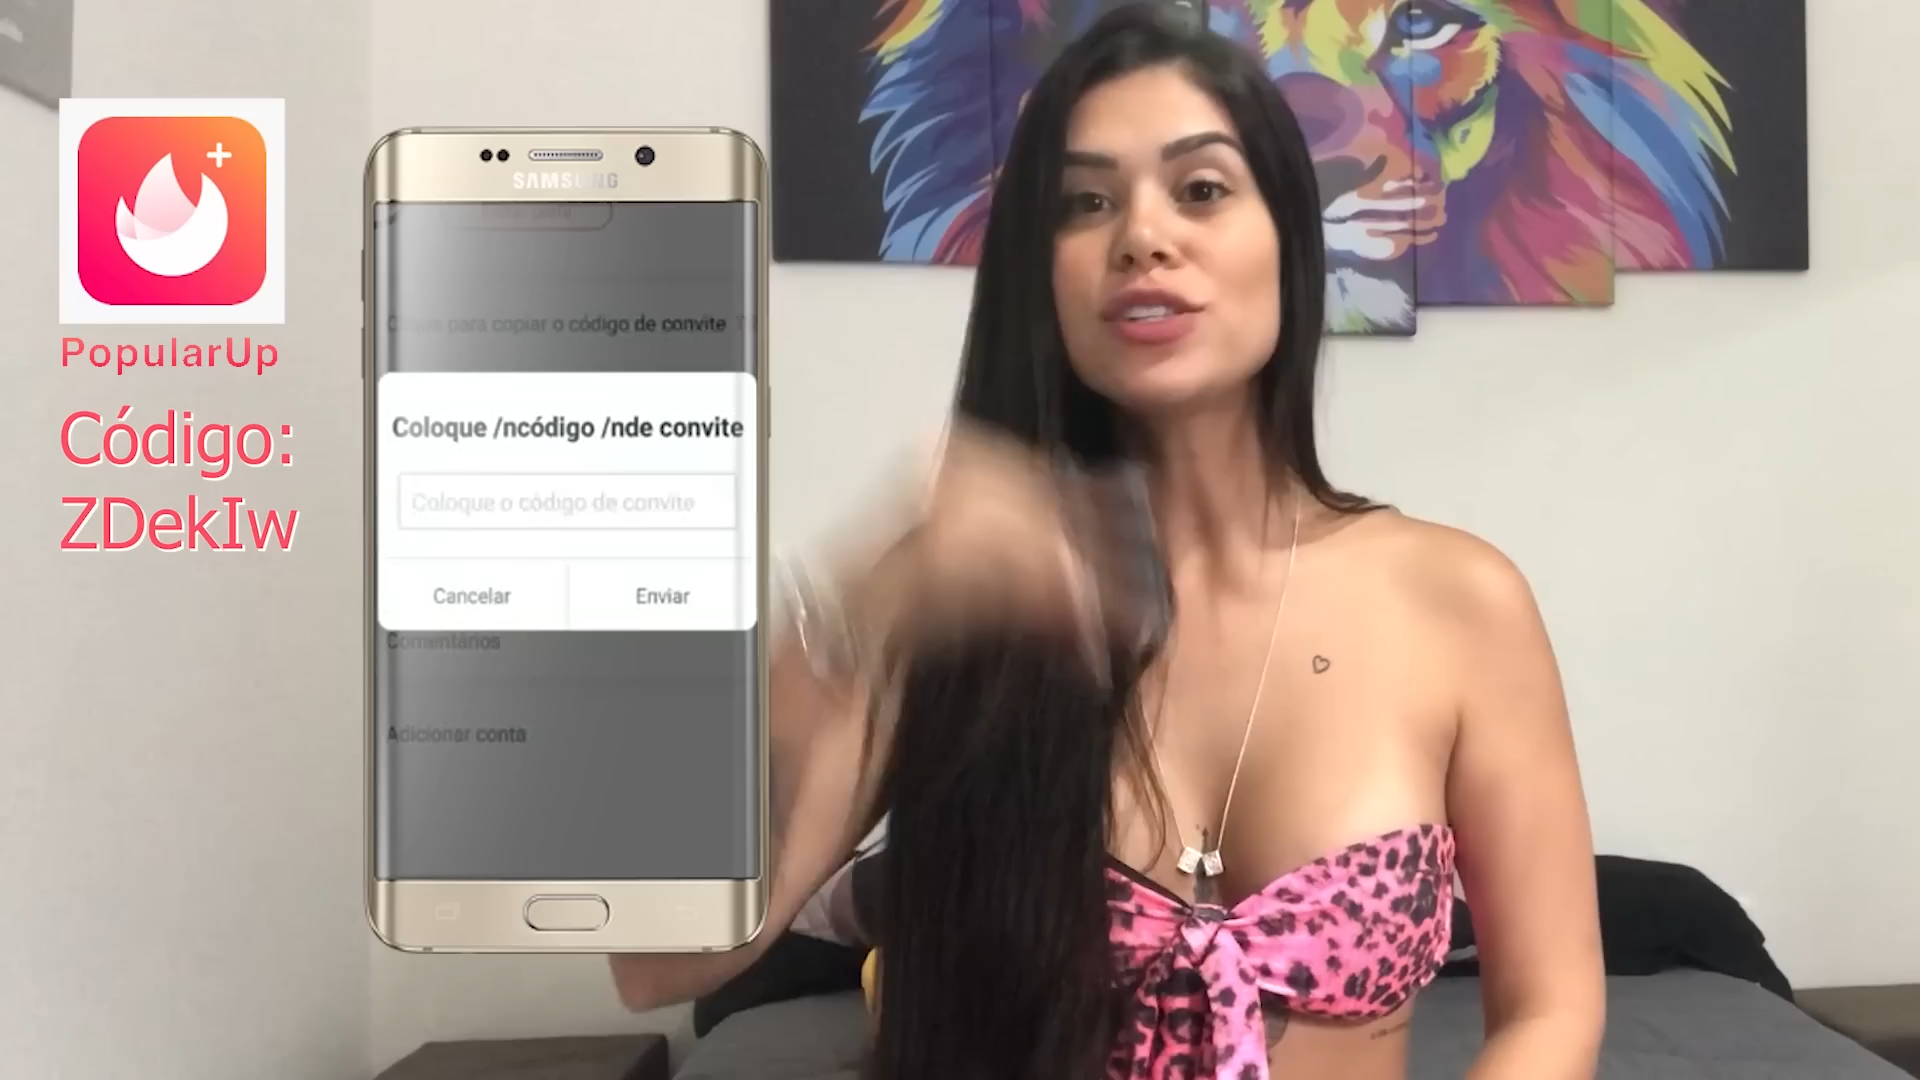 PopularUp
Código:
ZDekIw
SAMSUNG
para copiar o código de convite
Coloque /ncódigo /nde convite
Coloque o código de convite
Cancelar
Enviar
Comentários
Adicionar conta